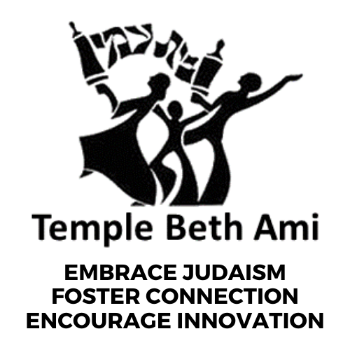 Temple Beth Ami
EMBRACE JUDAISM
FOSTER CONNECTION
ENCOURAGE INNOVATION